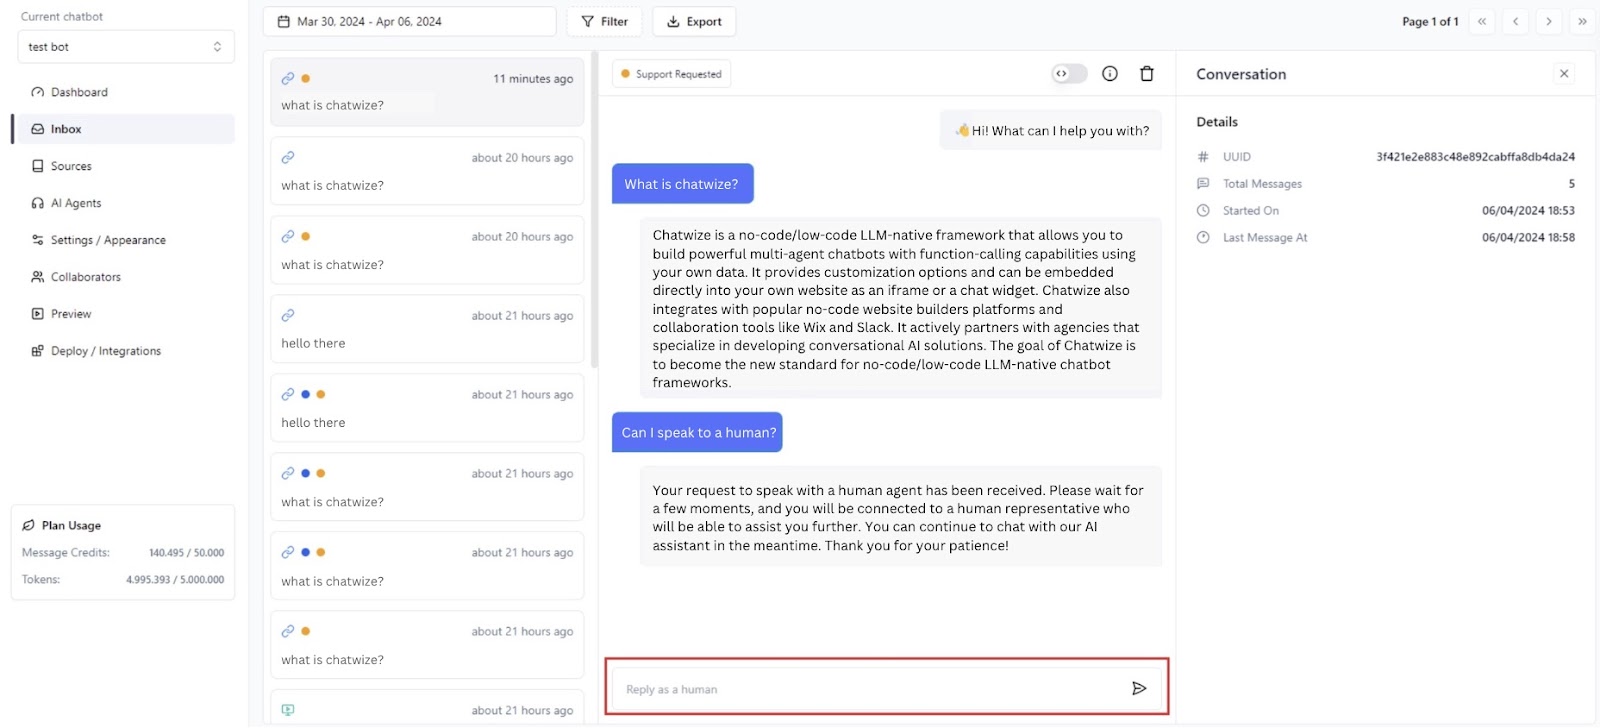 Current chatbot
test bot
Dashboard
Inbox
Sources
AI Agents
Settings / Appearance
Collaborators
Preview
Deploy / Integrations
Plan Usage
Message Credits: 140.495 / 50.000
Tokens: 4.995.393 / 5.000.000
Mar 30, 2024 - Apr 06, 2024
Filter
Export
Page 1 of 1
11 minutes ago
what is chatwize?
about 20 hours ago
what is chatwize?
about 20 hours ago
what is chatwize?
about 21 hours ago
hello there
about 21 hours ago
hello there
about 21 hours ago
what is chatwize?
about 21 hours ago
what is chatwize?
about 21 hours ago
what is chatwize?
about 21 hours ago
Support Requested
👋Hi! What can I help you with?
What is chatwize?
Chatwize is a no-code/low-code LLM-native framework that allows you to
build powerful multi-agent chatbots with function-calling capabilities using
your own data. It provides customization options and can be embedded
directly into your own website as an iframe or a chat widget. Chatwize also
integrates with popular no-code website builders platforms and
collaboration tools like Wix and Slack. It actively partners with agencies that
specialize in developing conversational AI solutions. The goal of Chatwize is
to become the new standard for no-code/low-code LLM-native chatbot
frameworks.
Can I speak to a human?
Your request to speak with a human agent has been received. Please wait for
a few moments, and you will be connected to a human representative who
will be able to assist you further. You can continue to chat with our AI
assistant in the meantime. Thank you for your patience!
Reply as a human
Conversation
Details
UUID 3f421e2e883c48e892cabffa8db4da24
Total Messages 5
Started On 06/04/2024 18:53
Last Message At 06/04/2024 18:58